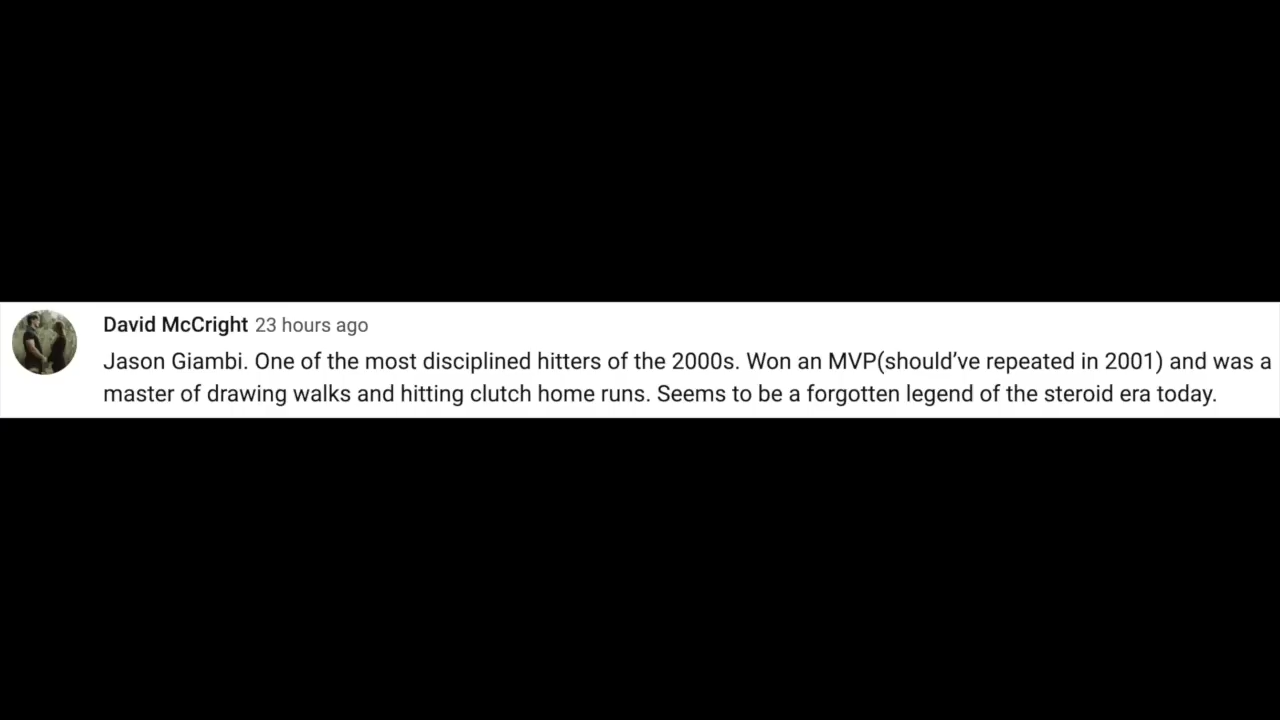 David McCright 23 hours ago
Jason Giambi. One of the most disciplined hitters of the 2000s. Won an MVP(should’ve repeated in 2001) and was a
master of drawing walks and hitting clutch home runs. Seems to be a forgotten legend of the steroid era today.